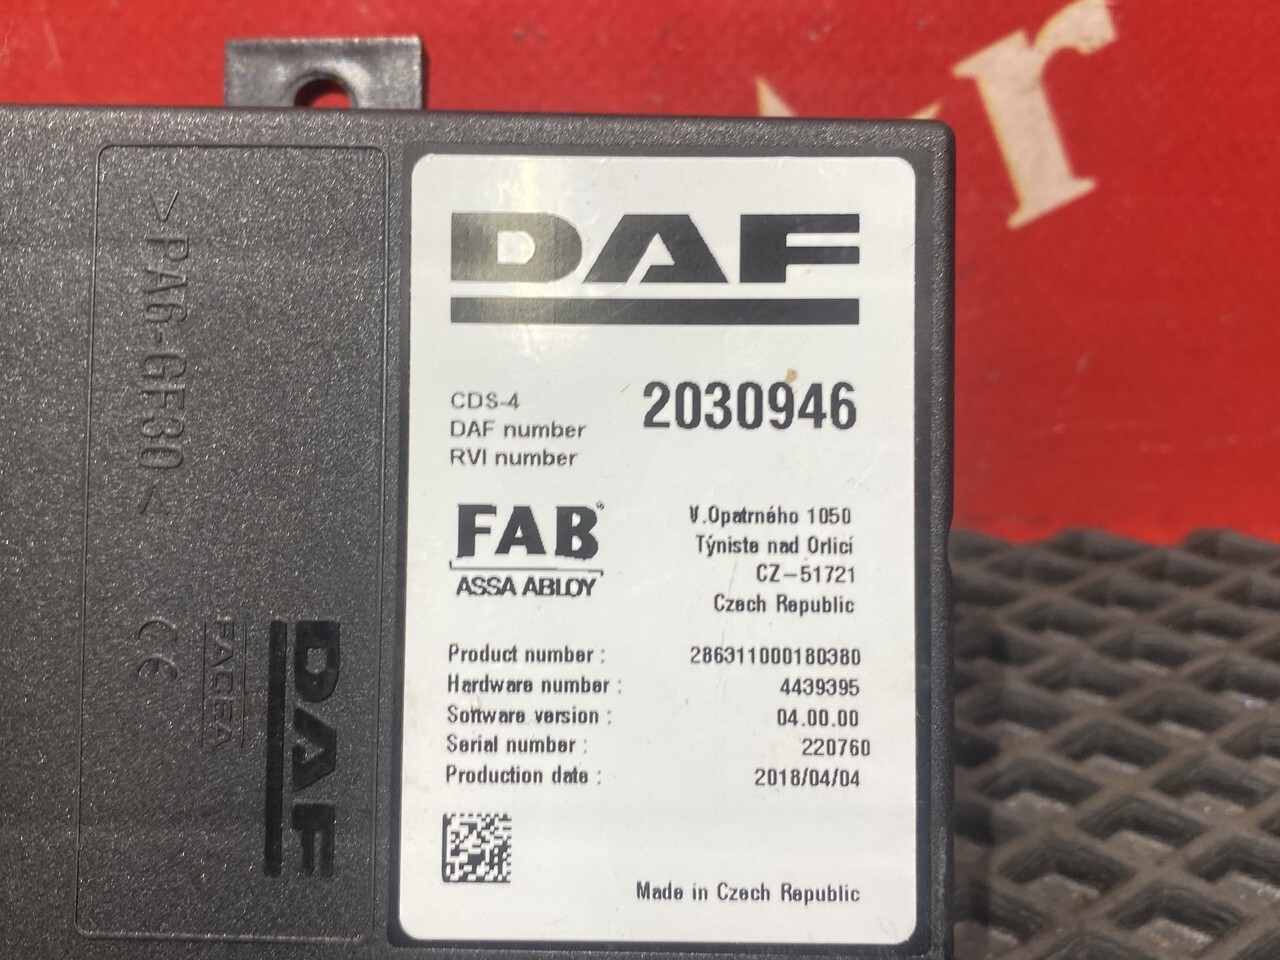 r
>PA6-GF30<
CE
FACEA
DAF
DAF
CDS-4
DAF number
RVI number
2030946
FAB®
ASSA ABLOY
V.Opatrného 1050
Týniste nad Orlicí
CZ-51721
Czech Republic
Product number : 286311000180380
Hardware number : 4439395
Software version : 04.00.00
Serial number : 220760
Production date : 2018/04/04
Made in Czech Republic